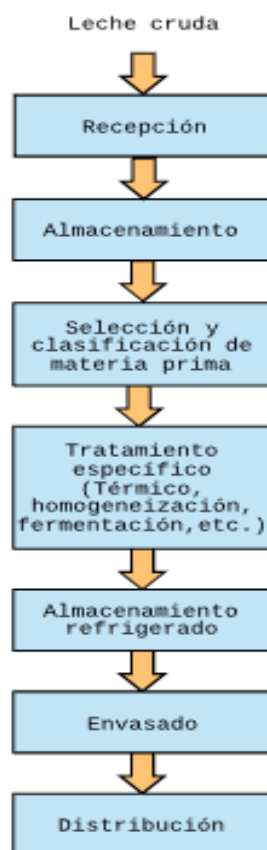 Leche cruda
Recepción
Almacenamiento
Selección y
clasificación de
materia prima
Tratamiento
específico
(Térmico,
homogeneización,
fermentación,etc.)
Almacenamiento
refrigerado
Envasado
Distribución